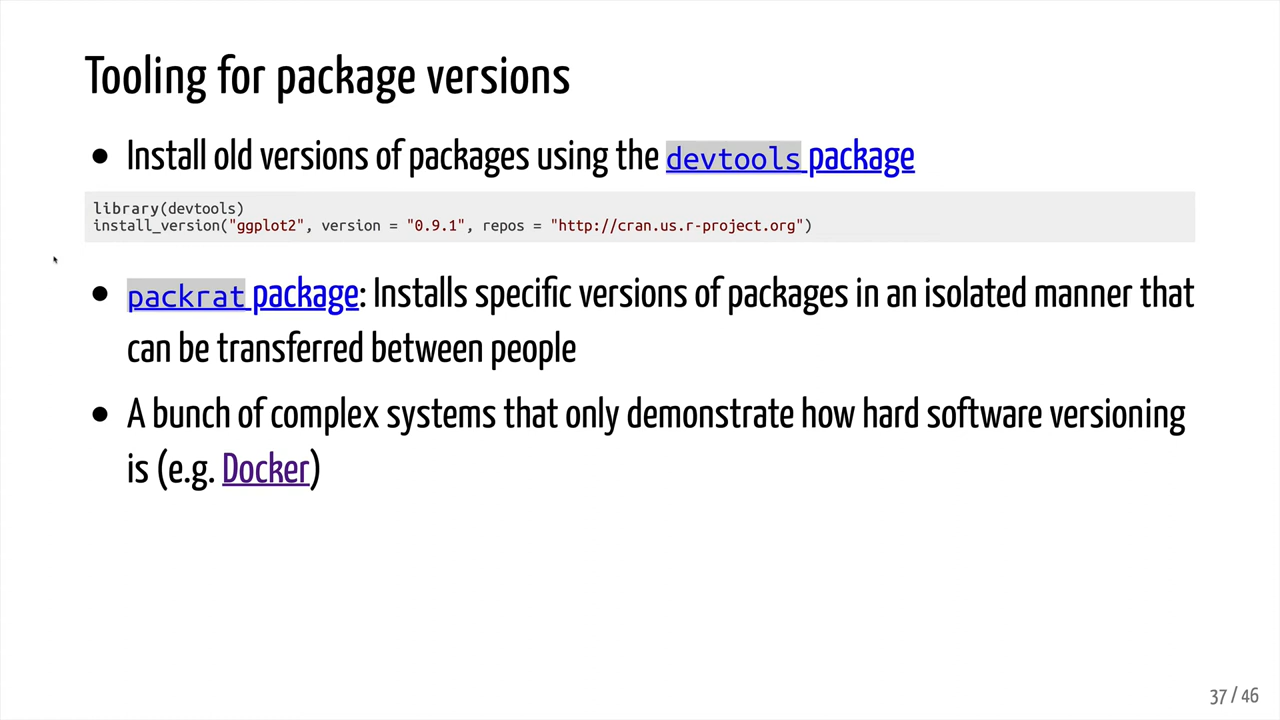 Tooling for package versions
• Install old versions of packages using the devtools package
library(devtools)
install_version("ggplot2", version = "0.9.1", repos = "http://cran.us.r-project.org")
• packrat package: Installs specific versions of packages in an isolated manner that
can be transferred between people
• A bunch of complex systems that only demonstrate how hard software versioning
is (e.g. Docker)
37 / 46